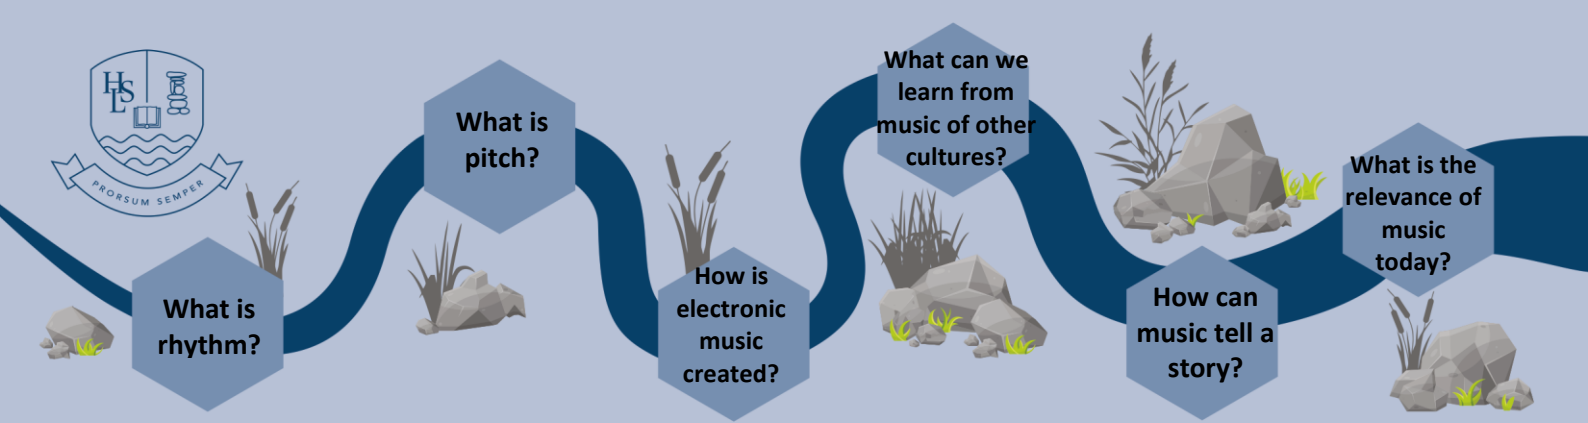 HLS
PRORSUM SEMPER
What is
rhythm?
What is
pitch?
How is
electronic
music
created?
What can we
learn from
music of other
cultures?
How can
music tell a
story?
What is the
relevance of
music
today?